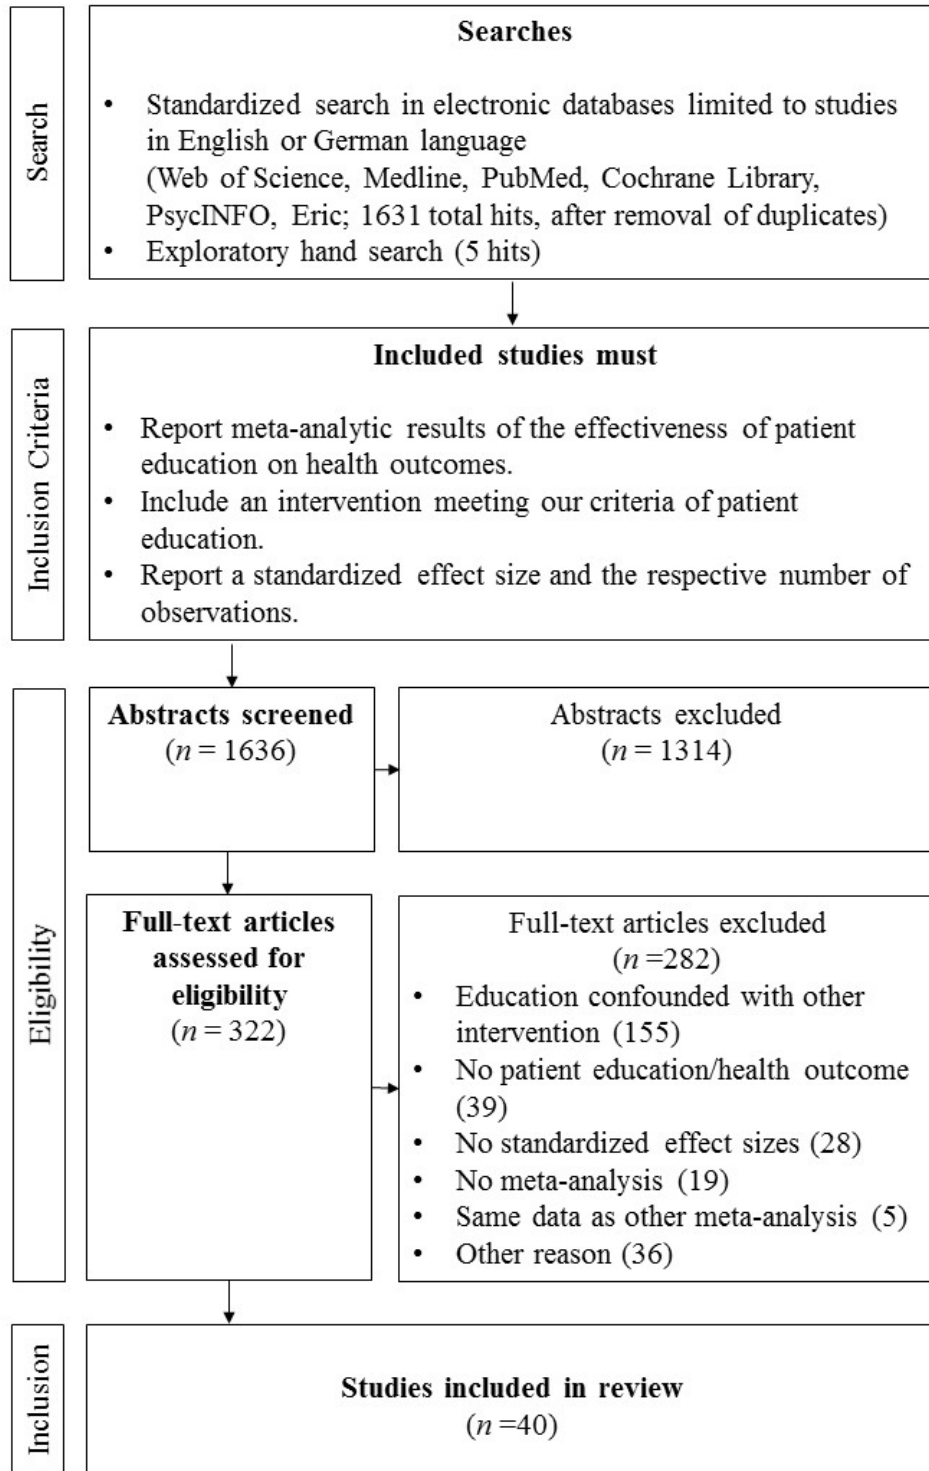 Search
Searches
• Standardized search in electronic databases limited to studies
in English or German language
(Web of Science, Medline, PubMed, Cochrane Library,
PsycINFO, Eric; 1631 total hits, after removal of duplicates)
• Exploratory hand search (5 hits)
Inclusion Criteria
Included studies must
• Report meta-analytic results of the effectiveness of patient
education on health outcomes.
• Include an intervention meeting our criteria of patient
education.
• Report a standardized effect size and the respective number of
observations.
Eligibility
Abstracts screened
(n = 1636)
Abstracts excluded
(n = 1314)
Full-text articles
assessed for
eligibility
(n = 322)
Full-text articles excluded
(n =282)
• Education confounded with other
intervention (155)
• No patient education/health outcome
(39)
• No standardized effect sizes (28)
• No meta-analysis (19)
• Same data as other meta-analysis (5)
• Other reason (36)
Inclusion
Studies included in review
(n =40)